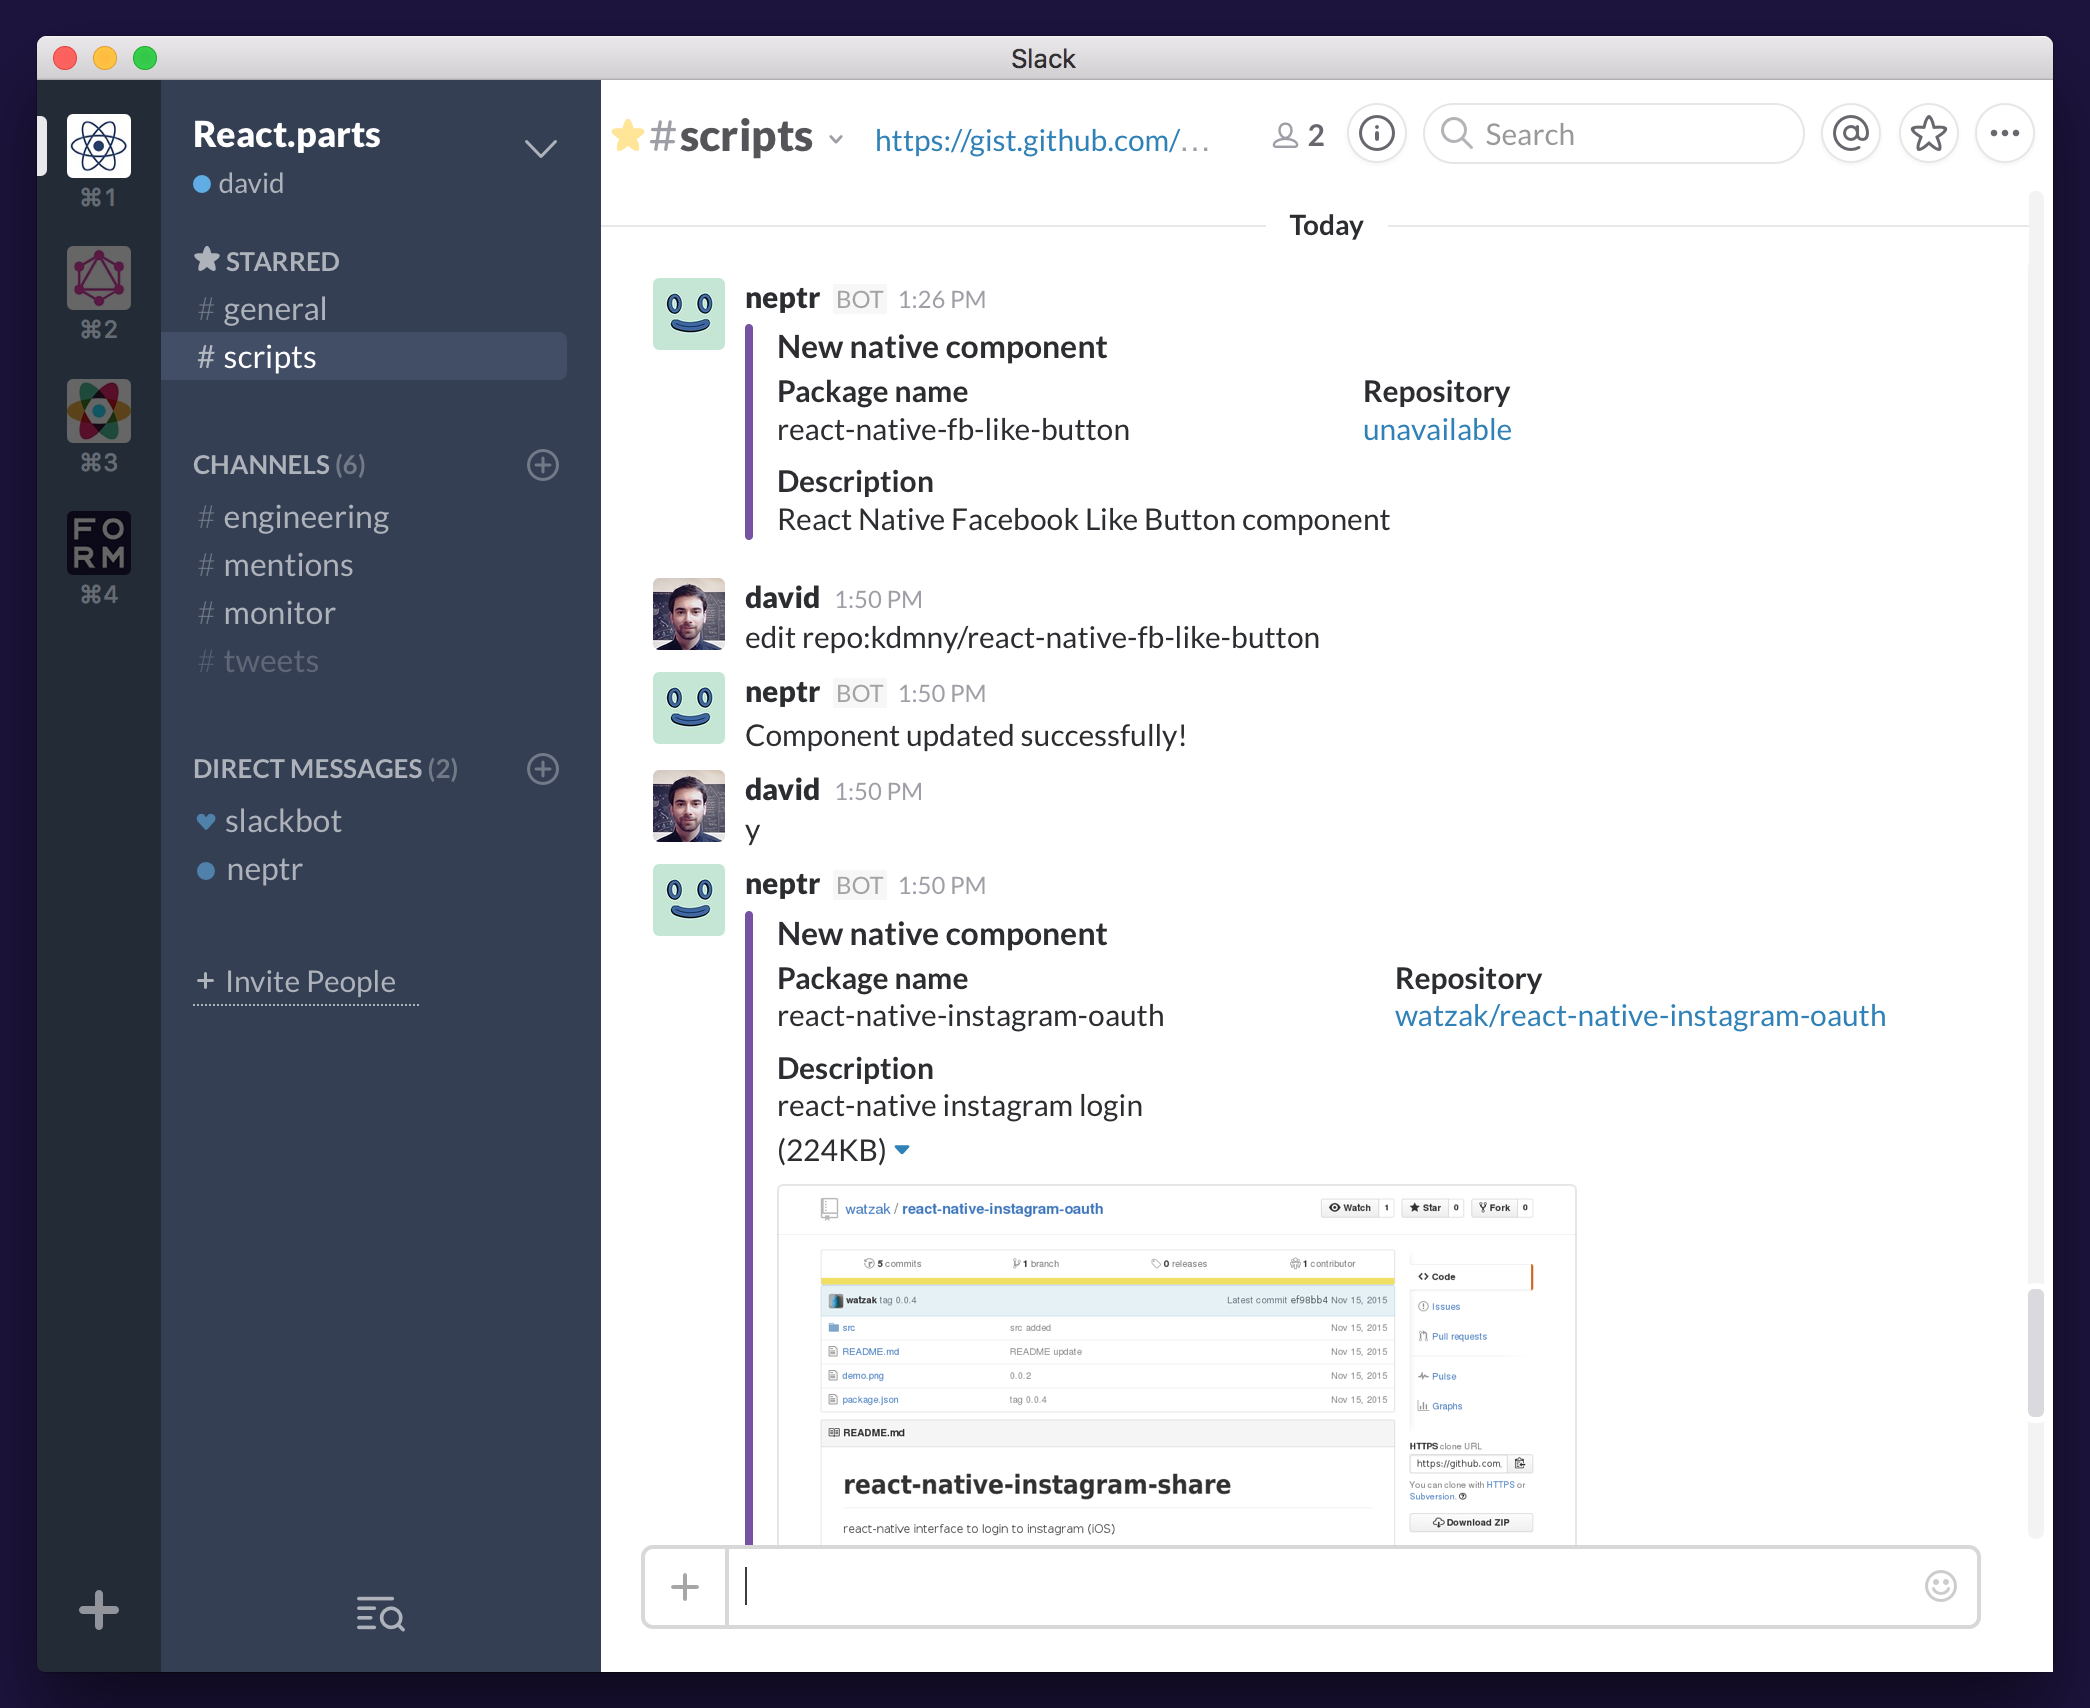 Slack
⌘1
⌘2
⌘3
FO
RM
⌘4
React.parts
david
STARRED
# general
# scripts
CHANNELS (6)
# engineering
# mentions
# monitor
# tweets
DIRECT MESSAGES (2)
slackbot
neptr
+ Invite People
#scripts
https://gist.github.com/...
2
Search
Today
neptr BOT 1:26 PM
New native component
Package name Repository
react-native-fb-like-button unavailable
Description
React Native Facebook Like Button component
david 1:50 PM
edit repo:kdmny/react-native-fb-like-button
neptr BOT 1:50 PM
Component updated successfully!
david 1:50 PM
y
neptr BOT 1:50 PM
New native component
Package name Repository
react-native-instagram-oauth watzak/react-native-instagram-oauth
Description
react-native instagram login
(224KB)
watzak / react-native-instagram-oauth Watch 1 Star 0 Fork 0
5 commits 1 branch 0 releases 1 contributor
watzak tag 0.0.4 Latest commit ef98bb4 Nov 15, 2015
src src added Nov 15, 2015
README.md README update Nov 15, 2015
demo.png 0.0.2 Nov 15, 2015
package.json tag 0.0.4 Nov 15, 2015
README.md
react-native-instagram-share
react-native interface to login to instagram (iOS)
Code
Issues
Pull requests
Pulse
Graphs
HTTPS clone URL
https://github.com,
You can clone with HTTPS or
Subversion.
Download ZIP